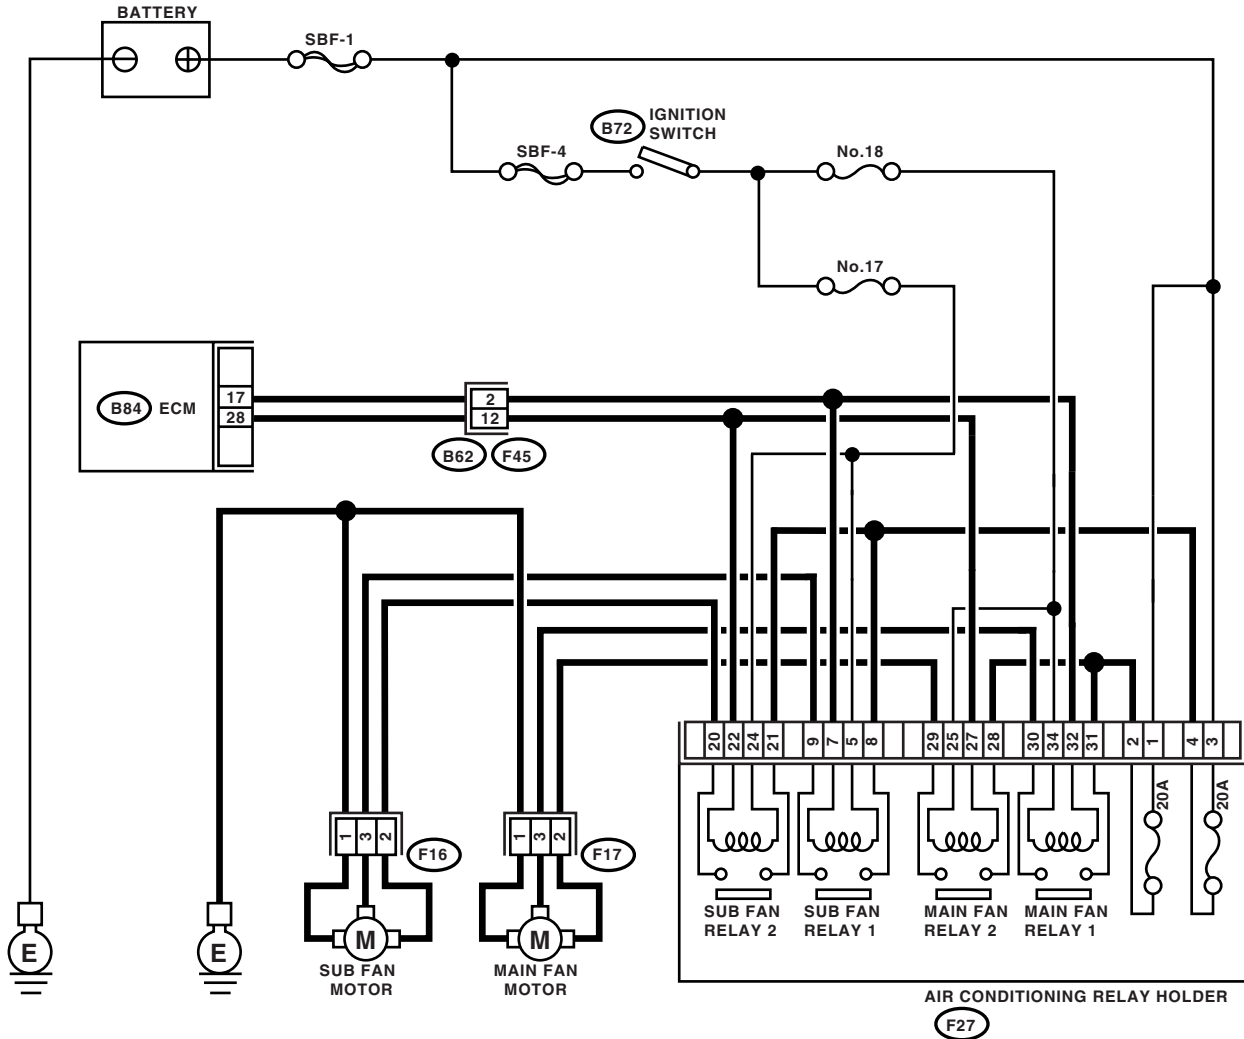 BATTERY
SBF-1
B72
IGNITION
SWITCH
SBF-4
No.18
No.17
B84
ECM
17
28
2
12
B62
F45
20
22
24
21
9
7
5
8
29
25
27
28
30
34
32
31
2
1
4
3
20A
20A
1
3
2
F16
1
3
2
F17
SUB FAN
RELAY 2
SUB FAN
RELAY 1
MAIN FAN
RELAY 2
MAIN FAN
RELAY 1
E
E
M
M
SUB FAN
MOTOR
MAIN FAN
MOTOR
AIR CONDITIONING RELAY HOLDER
F27